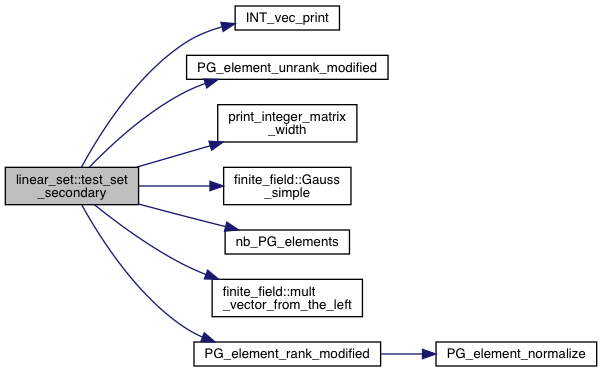 INT_vec_print
PG_element_unrank_modified
print_integer_matrix
_width
linear_set::test_set
_secondary
finite_field::Gauss
_simple
nb_PG_elements
finite_field::mult
_vector_from_the_left
PG_element_rank_modified
PG_element_normalize